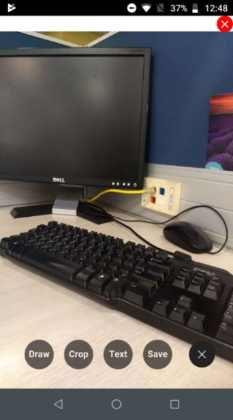 37% 12:48
DELL
Draw Crop Text Save